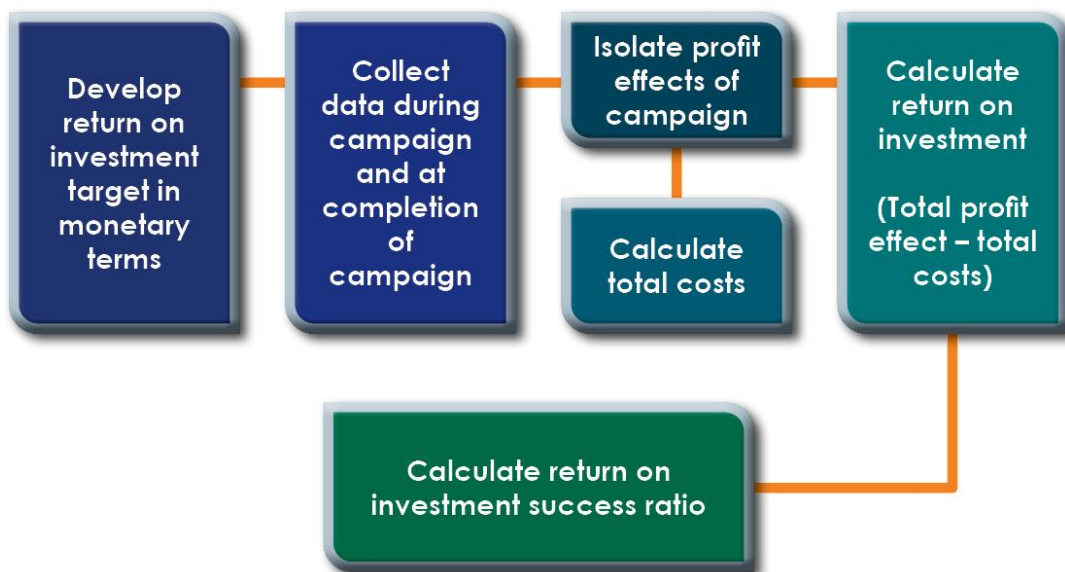 Develop
return on
investment
target in
monetary
terms
Collect
data during
campaign
and at
completion
of
campaign
Isolate profit
effects of
campaign
Calculate
total costs
Calculate
return on
investment
(Total profit
effect – total
costs)
Calculate return on
investment success ratio